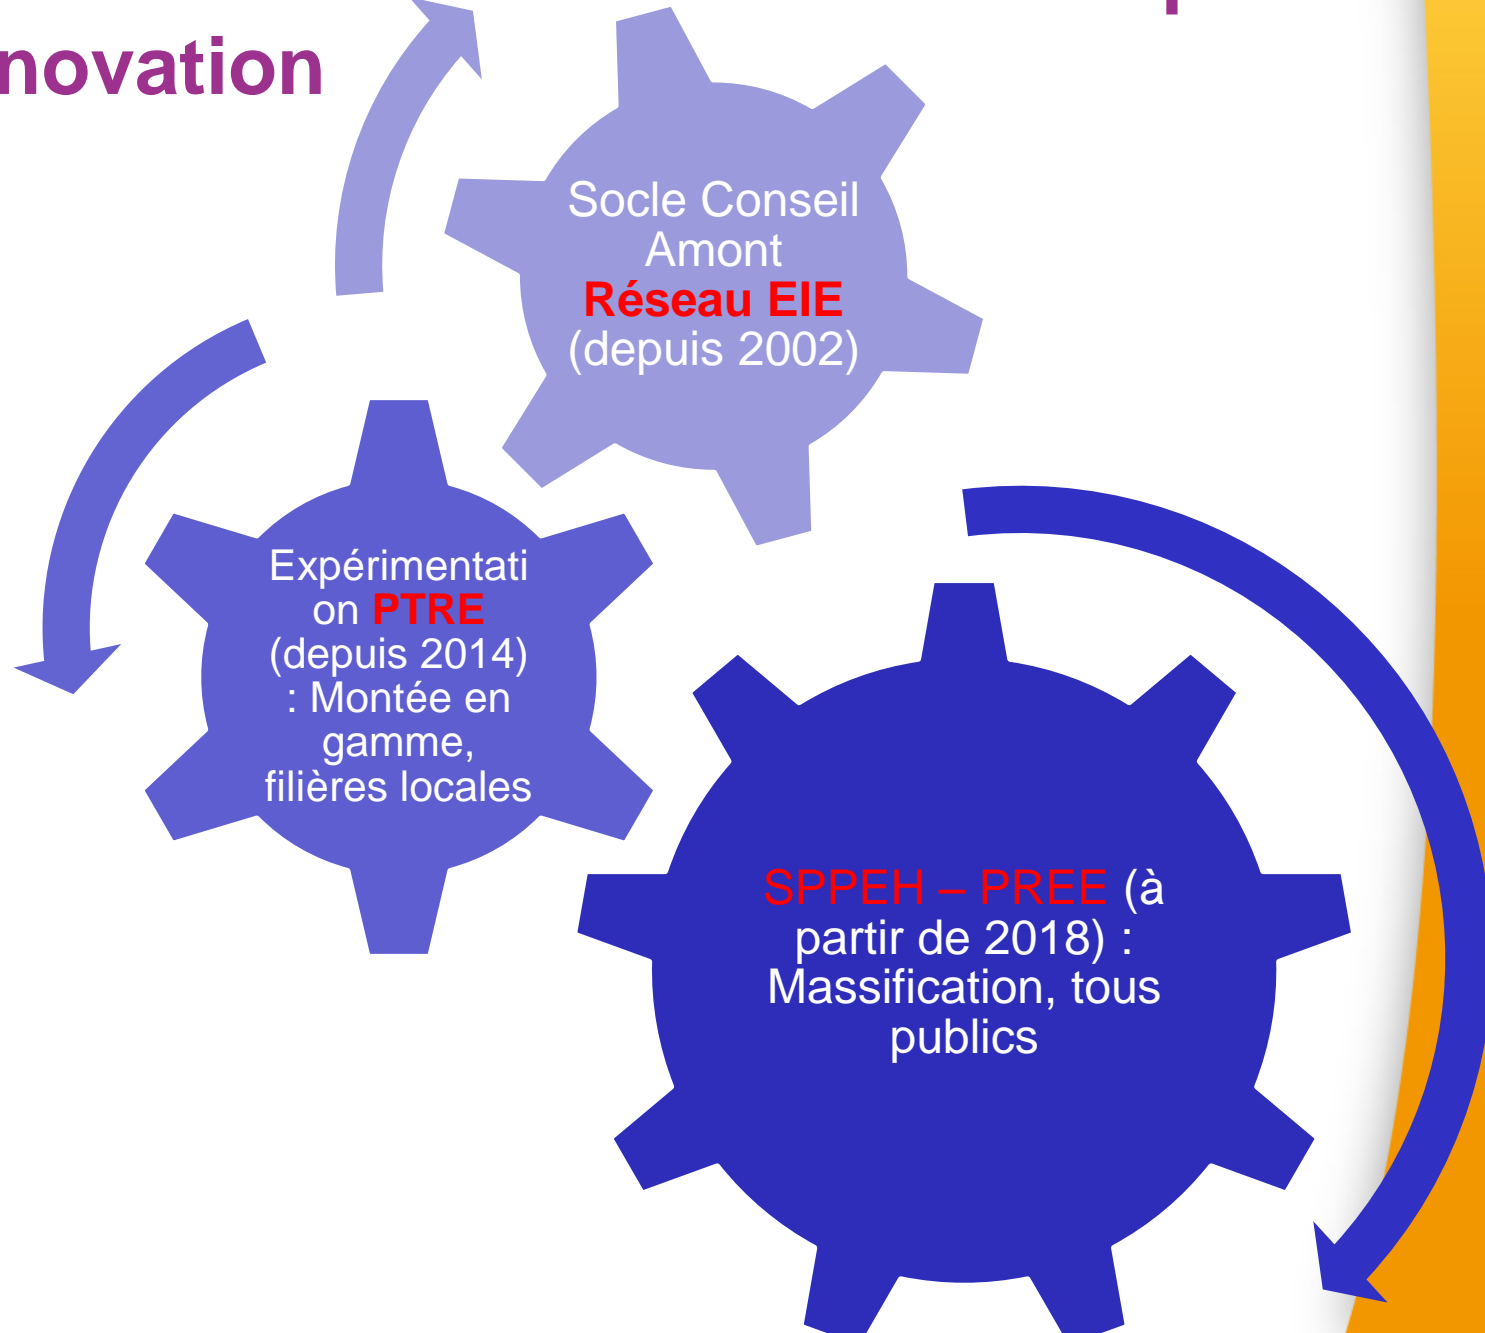 novation
Socle Conseil
Amont
Réseau EIE
(depuis 2002)
Expérimentati
on PTRE
(depuis 2014)
: Montée en
gamme,
filières locales
SPPEH – PREE (à
partir de 2018) :
Massification, tous
publics